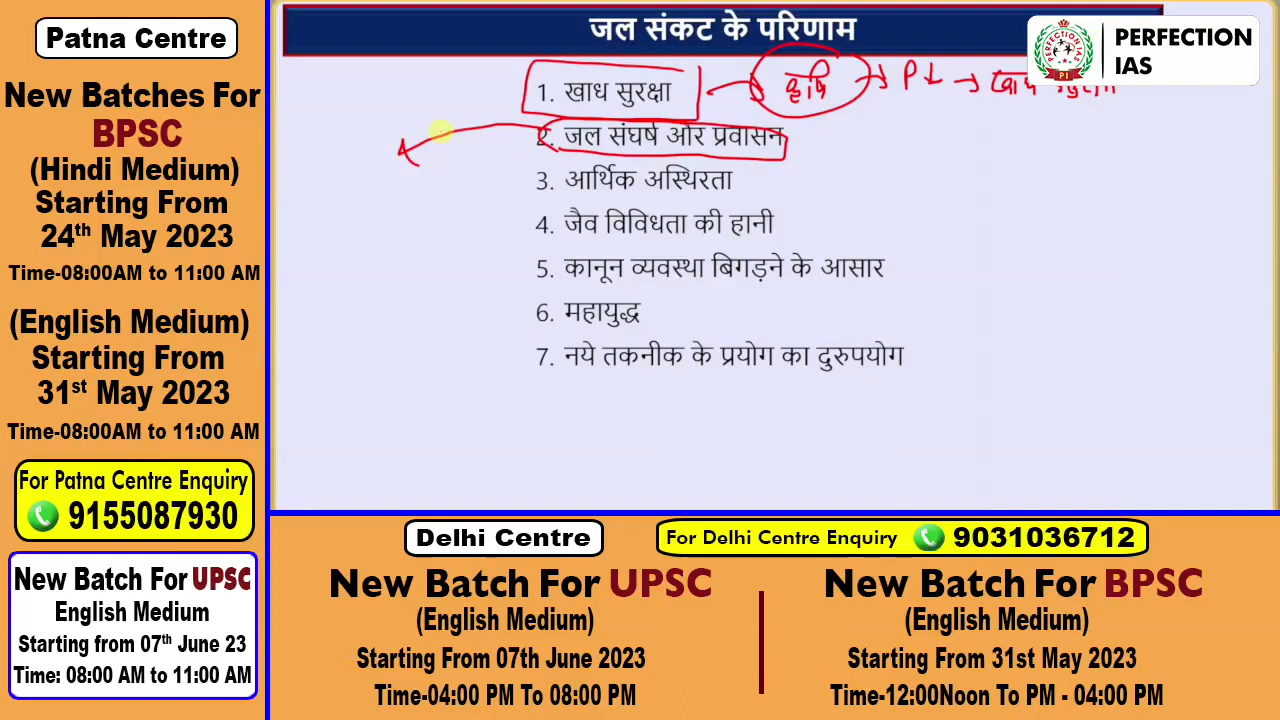 Patna Centre
New Batches For
BPSC
(Hindi Medium)
Starting From
24th May 2023
Time-08:00AM to 11:00 AM
(English Medium)
Starting From
31st May 2023
Time-08:00AM to 11:00 AM
For Patna Centre Enquiry
9155087930
New Batch For UPSC
English Medium
Starting from 07th June 23
Time: 08:00 AM to 11:00 AM
जल संकट के परिणाम
PERFECTION IAS
PI
PERFECTION
IAS
1. खाध सुरक्षा
कृषि → P↓ →
2. जल संघर्ष और प्रवासन
3. आर्थिक अस्थिरता
4. जैव विविधता की हानी
5. कानून व्यवस्था बिगड़ने के आसार
6. महायुद्ध
7. नये तकनीक के प्रयोग का दुरुपयोग
Delhi Centre
For Delhi Centre Enquiry 9031036712
New Batch For UPSC
(English Medium)
Starting From 07th June 2023
Time-04:00 PM To 08:00 PM
New Batch For BPSC
(English Medium)
Starting From 31st May 2023
Time-12:00Noon To PM - 04:00 PM